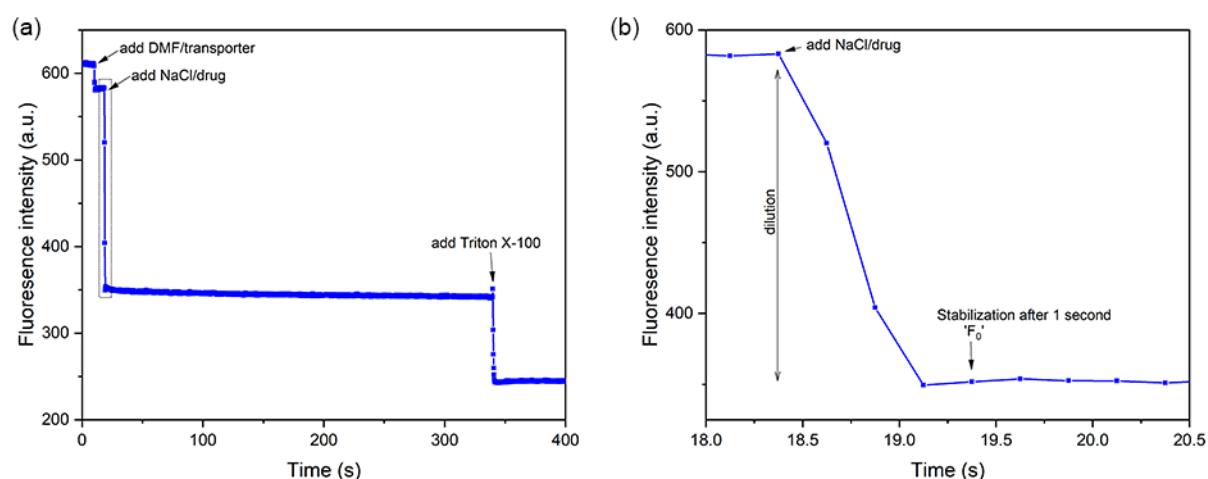 (a)
add DMF/transporter
add NaCl/drug
add Triton X-100
Fluoresence intensity (a.u.)
600
500
400
300
200
0
100
200
300
400
Time (s)
(b)
add NaCl/drug
dilution
Stabilization after 1 second
'F₀'
Fluoresence intensity (a.u.)
600
500
400
18.0
18.5
19.0
19.5
20.0
20.5
Time (s)